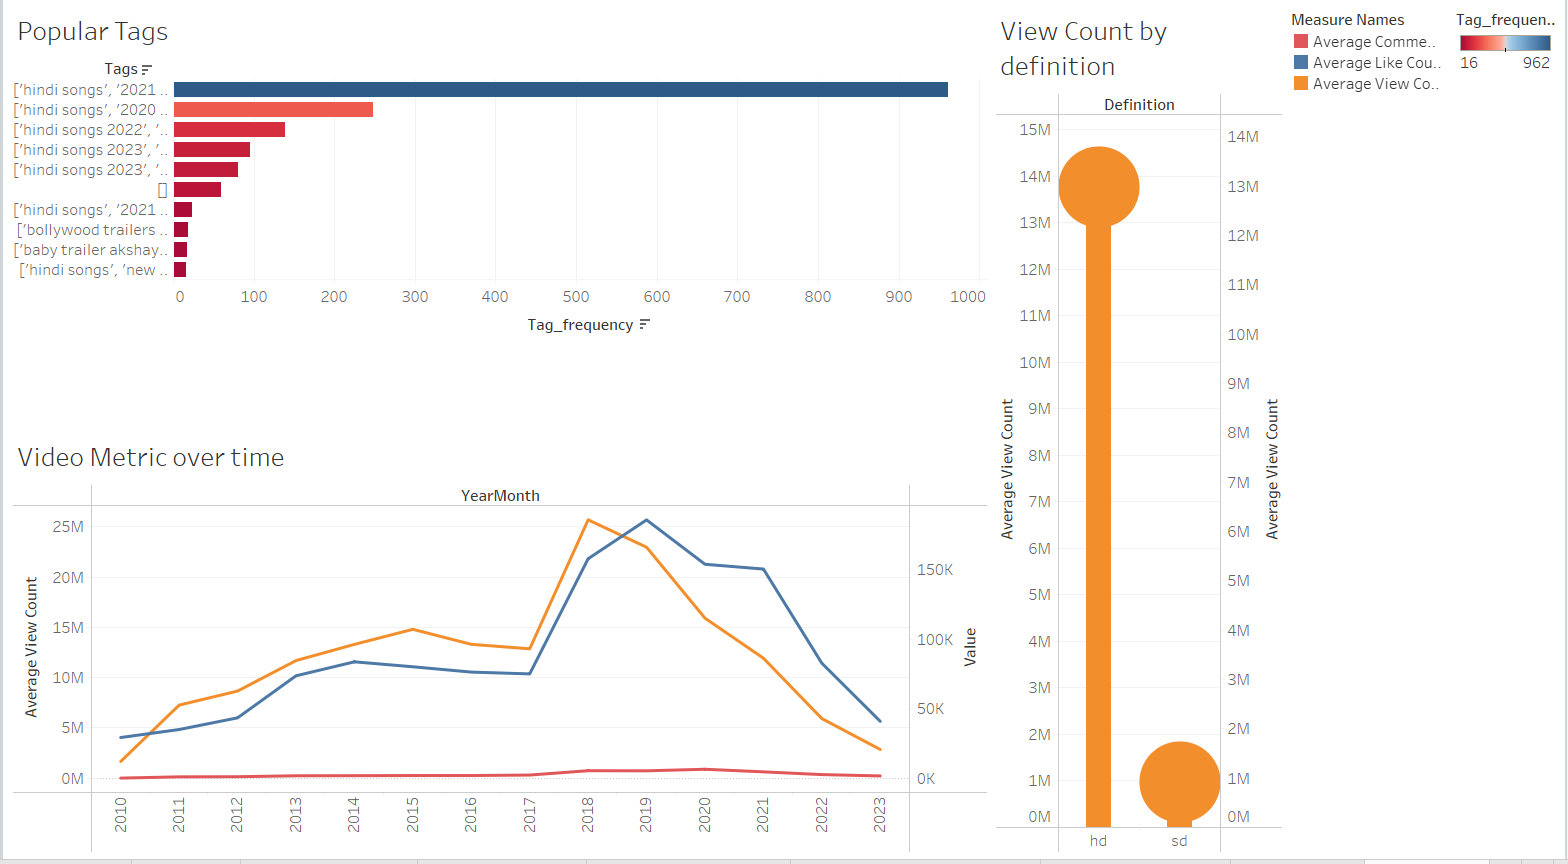 Popular Tags
Tags
['hindi songs', '2021 ..
['hindi songs', '2020 ..
['hindi songs 2022', '..
['hindi songs 2023', '..
['hindi songs 2023', '..
['hindi songs', '2021 ..
['bollywood trailers ..
['baby trailer akshay..
['hindi songs', 'new ..
0 100 200 300 400 500 600 700 800 900 1000
Tag_frequency
Video Metric over time
YearMonth
Average View Count
25M
20M
15M
10M
5M
0M
150K
100K
50K
0K
Value
2010 2011 2012 2013 2014 2015 2016 2017 2018 2019 2020 2021 2022 2023
View Count by
definition
Definition
Average View Count
15M
14M
13M
12M
11M
10M
9M
8M
7M
6M
5M
4M
3M
2M
1M
0M
14M
13M
12M
11M
10M
9M
8M
7M
6M
5M
4M
3M
2M
1M
0M
Average View Count
hd sd
Measure Names
Average Comme..
Average Like Cou..
Average View Co..
Tag_frequen..
16 962